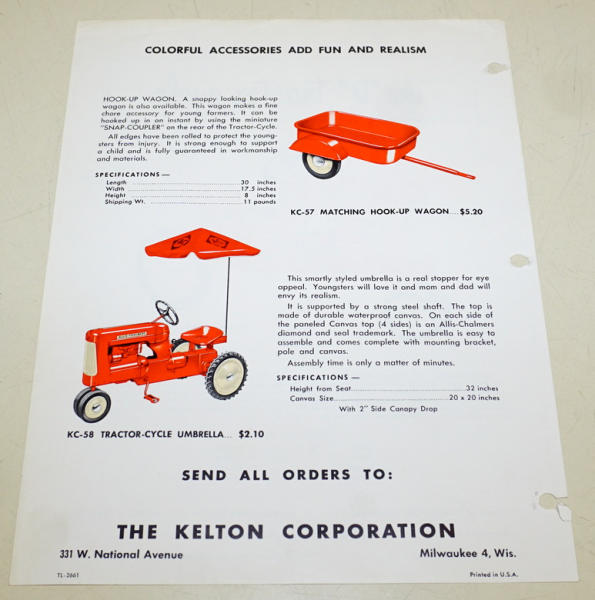 COLORFUL ACCESSORIES ADD FUN AND REALISM
HOOK-UP WAGON. A snappy looking hook-up
wagon is also available. This wagon makes a fine
chore accessory for young farmers. It can be
hooked up in an instant by using the miniature
"SNAP-COUPLER" on the rear of the Tractor-Cycle.
All edges have been rolled to protect the young-
sters from injury. It is strong enough to support
a child and is fully guaranteed in workmanship
and materials.
SPECIFICATIONS—
Length 30 inches
Width 17.5 inches
Height 8 inches
Shipping Wt. 11 pounds
KC-57 MATCHING HOOK-UP WAGON.... $5.20
This smartly styled umbrella is a real stopper for eye
appeal. Youngsters will love it and mom and dad will
envy its realism.
It is supported by a strong steel shaft. The top is
made of durable waterproof canvas. On each side of
the paneled Canvas top (4 sides) is an Allis-Chalmers
diamond and seal trademark. The umbrella is easy to
assemble and comes complete with mounting bracket,
pole and canvas.
Assembly time is only a matter of minutes.
SPECIFICATIONS —
Height from Seat 32 inches
Canvas Size 20 x 20 inches
With 2" Side Canopy Drop
KC-58 TRACTOR-CYCLE UMBRELLA... $2.10
SEND ALL ORDERS TO:
THE KELTON CORPORATION
331 W. National Avenue Milwaukee 4, Wis.
TL-2661 Printed in U.S.A.